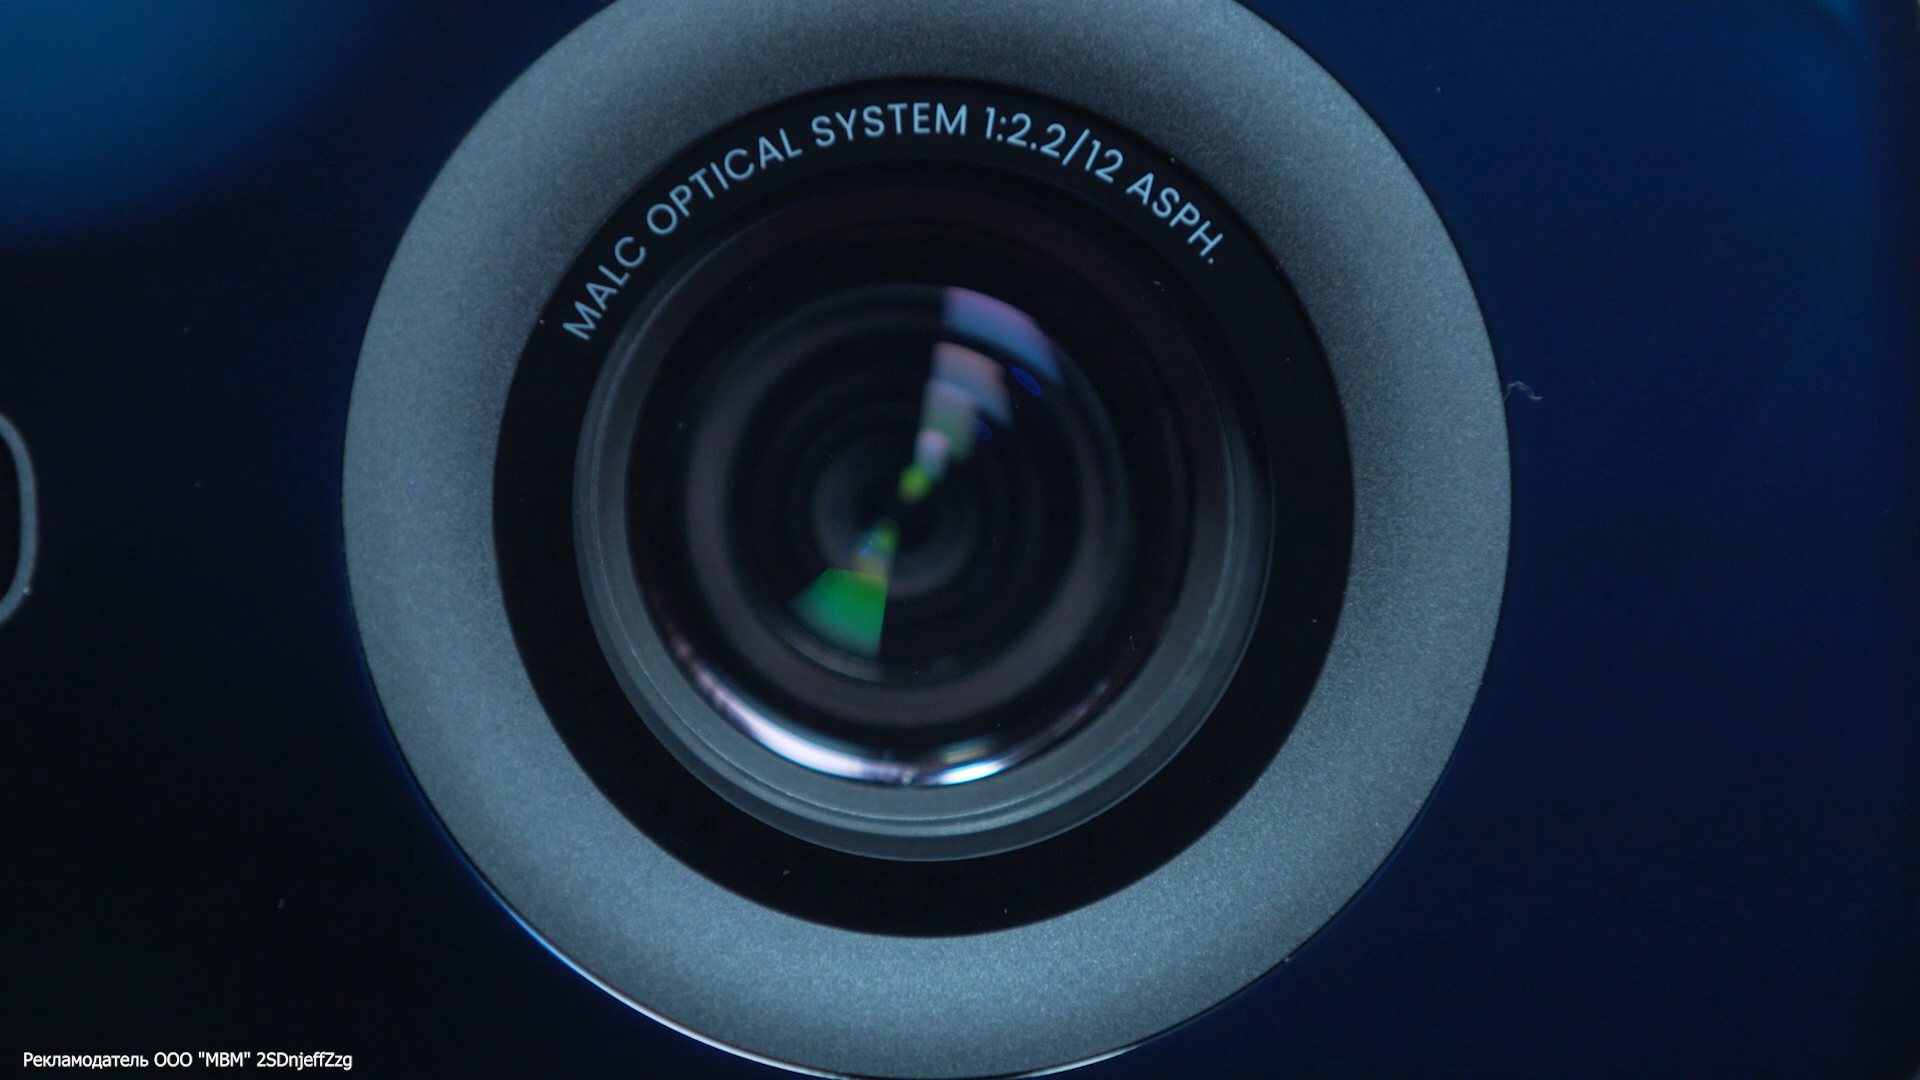 MALC OPTICAL SYSTEM 1:2.2/12 ASPH.
Рекламодатель ООО "МВМ" 2SDnjeffZzg